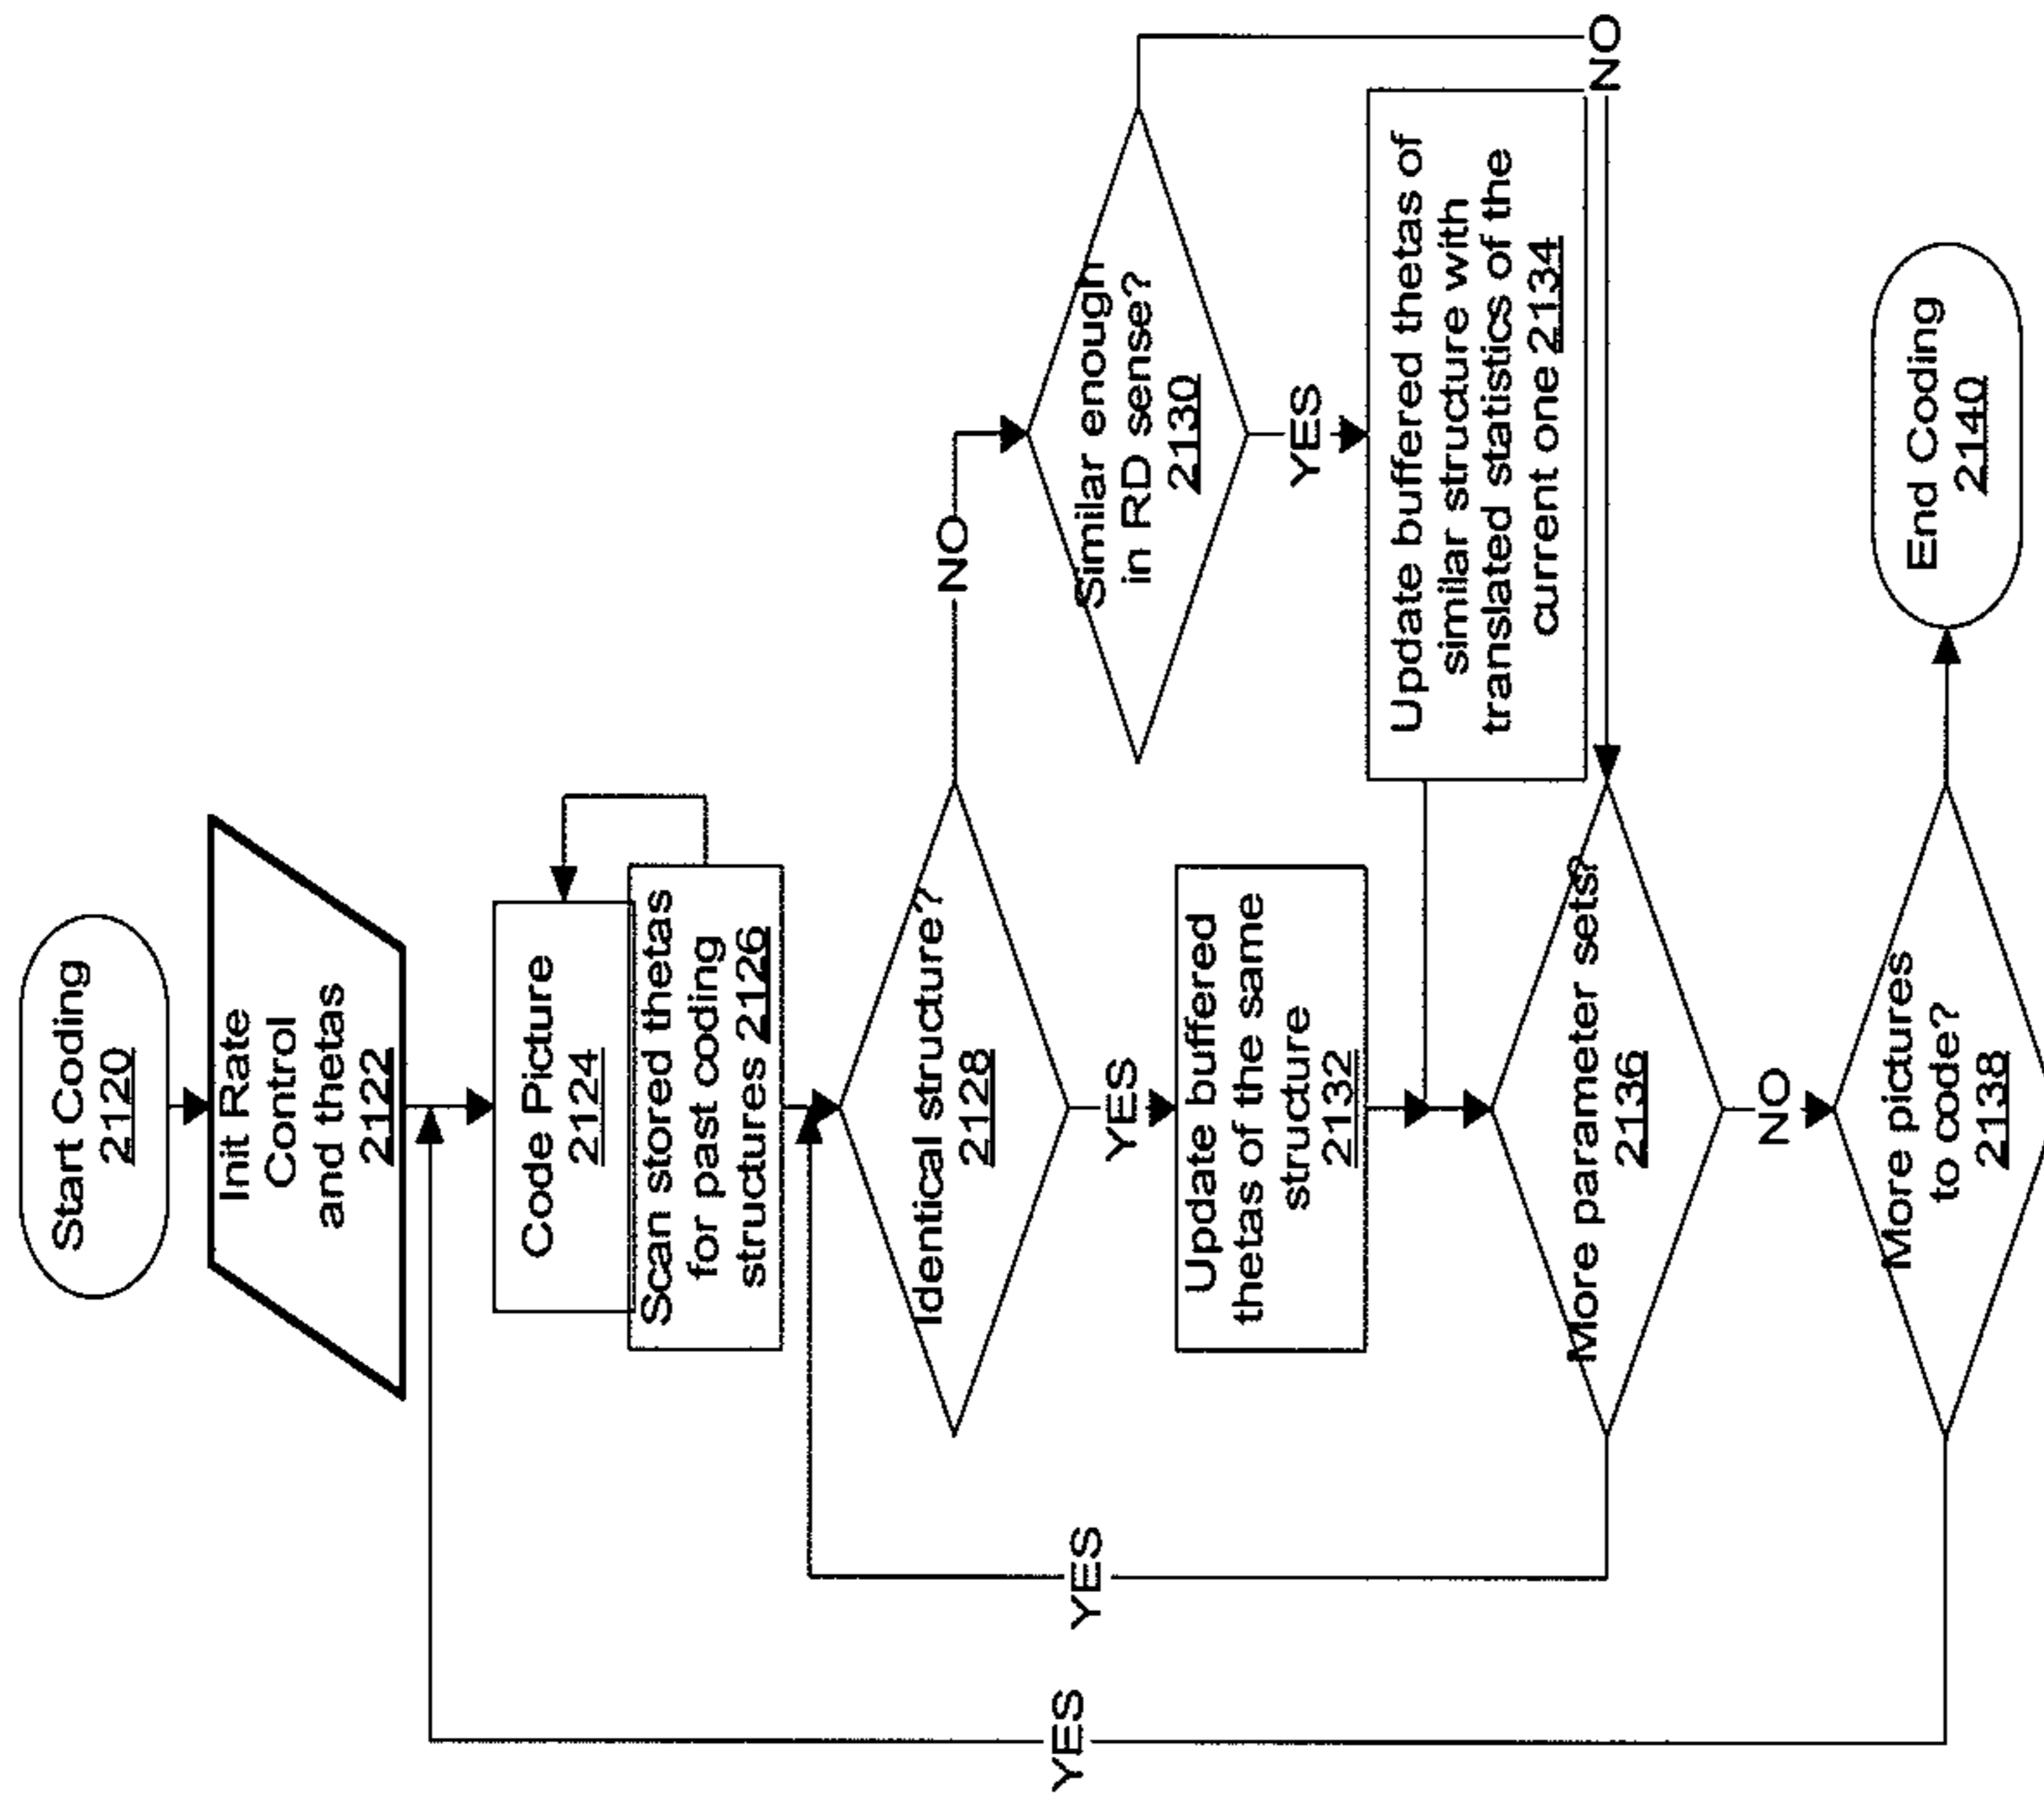 Start Coding
2120
Init Rate
Control
and thetas
2122
Code Picture
2124
Scan stored thetas
for past coding
structures 2126
Identical structure?
2128
NO
Similar enough
in RD sense?
2130
YES
Update buffered
thetas of the same
structure
2132
YES
Update buffered thetas of
similar structure with
translated statistics of the
current one 2134
NO
NO
More parameter sets?
2136
YES
NO
More pictures
to code?
2138
YES
End Coding
2140